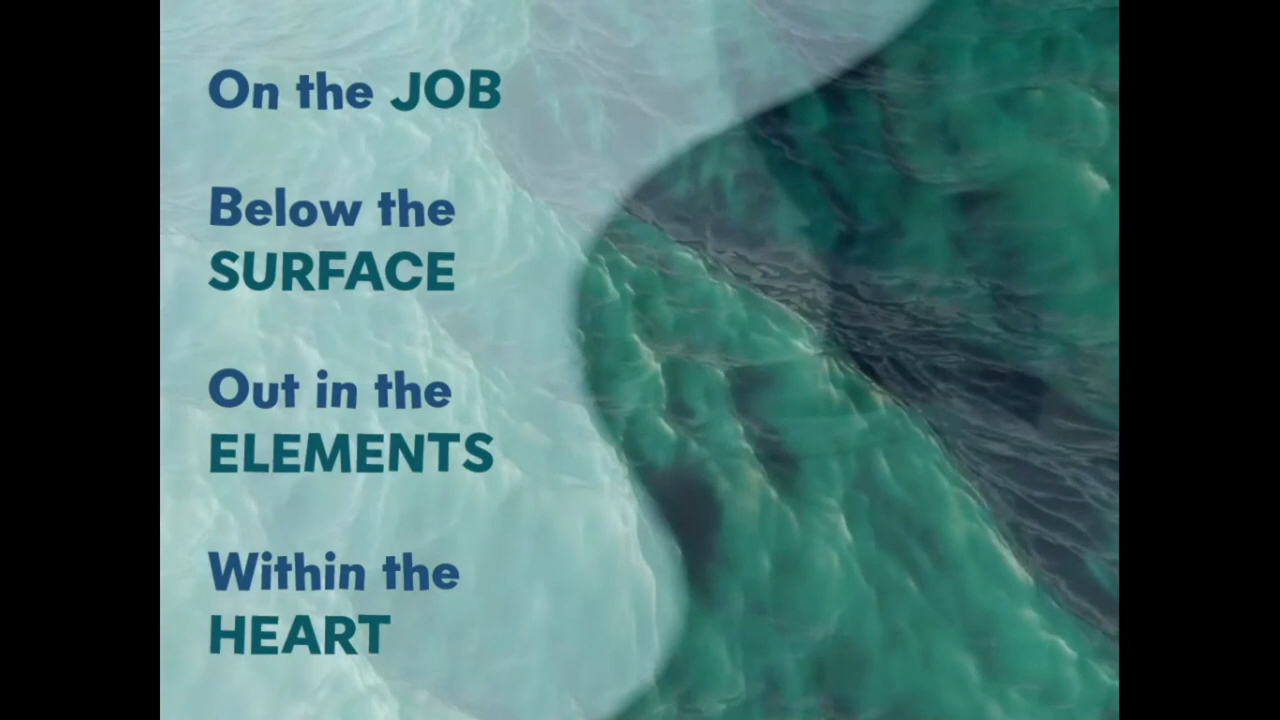 On the JOB
Below the
SURFACE
Out in the
ELEMENTS
Within the
HEART